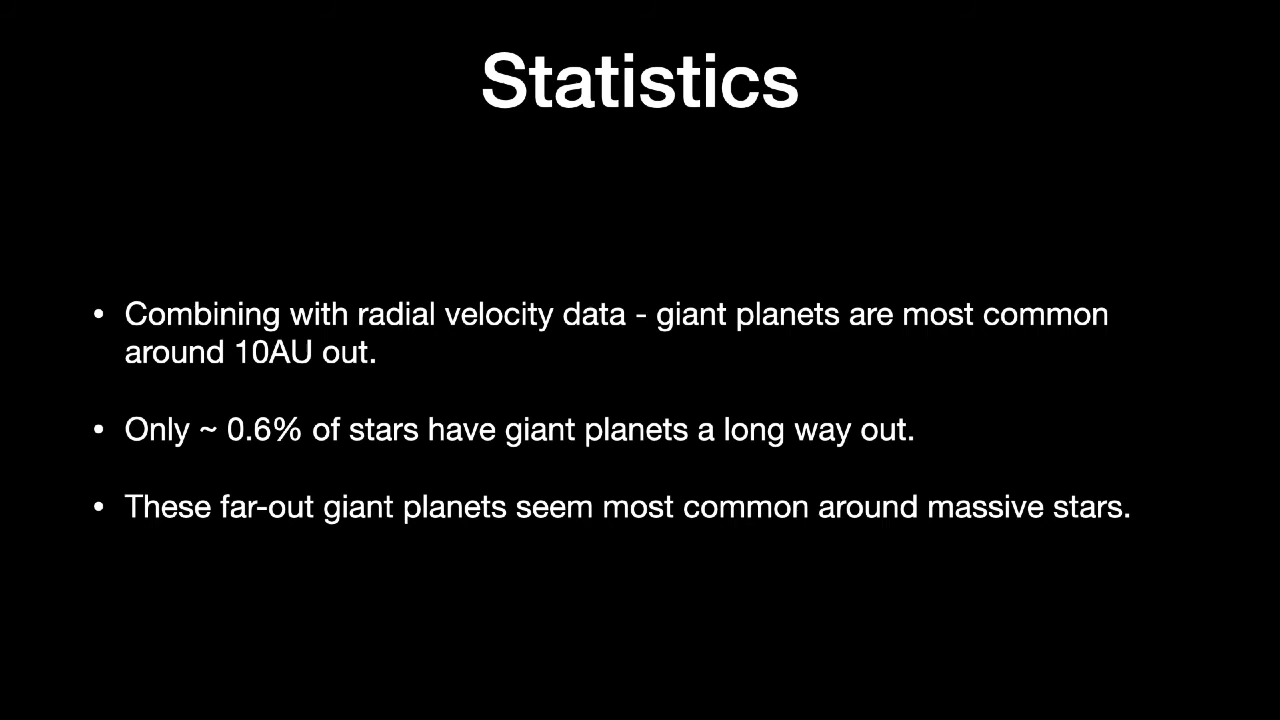 Statistics
• Combining with radial velocity data - giant planets are most common
around 10AU out.
• Only ~ 0.6% of stars have giant planets a long way out.
• These far-out giant planets seem most common around massive stars.